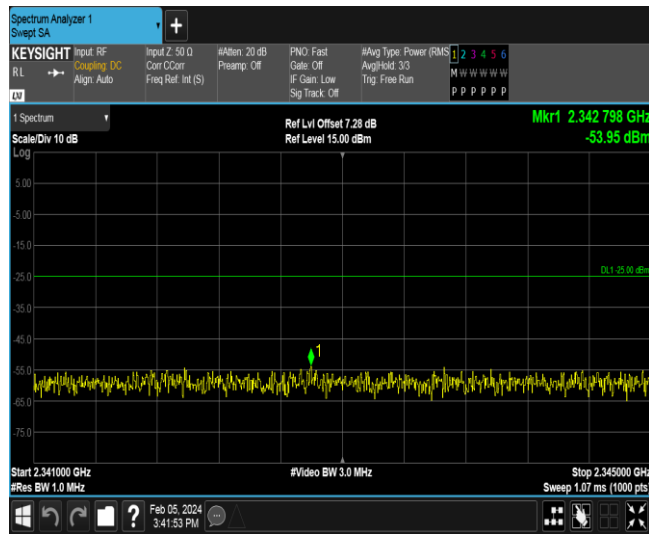 Spectrum Analyzer 1
Swept SA
+
KEYSIGHT
RL
LXI
Input: RF
Coupling: DC
Align: Auto
Input Z: 50 Ω
Corr CCorr
Freq Ref: Int (S)
#Atten: 20 dB
Preamp: Off
PNO: Fast
Gate: Off
IF Gain: Low
Sig Track: Off
#Avg Type: Power (RMS
Avg|Hold: 3/3
Trig: Free Run
1 2 3 4 5 6
M W W W W W
P P P P P P
1 Spectrum
Scale/Div 10 dB
Log
Ref Lvl Offset 7.28 dB
Ref Level 15.00 dBm
Mkr1 2.342 798 GHz
-53.95 dBm
5.00
-5.00
-15.0
-25.0
-35.0
-45.0
-55.0
-65.0
-75.0
DL1 -25.00 dBm
1
Start 2.341000 GHz
#Res BW 1.0 MHz
#Video BW 3.0 MHz
Stop 2.345000 GHz
Sweep 1.07 ms (1000 pts)
?
Feb 05, 2024
3:41:53 PM